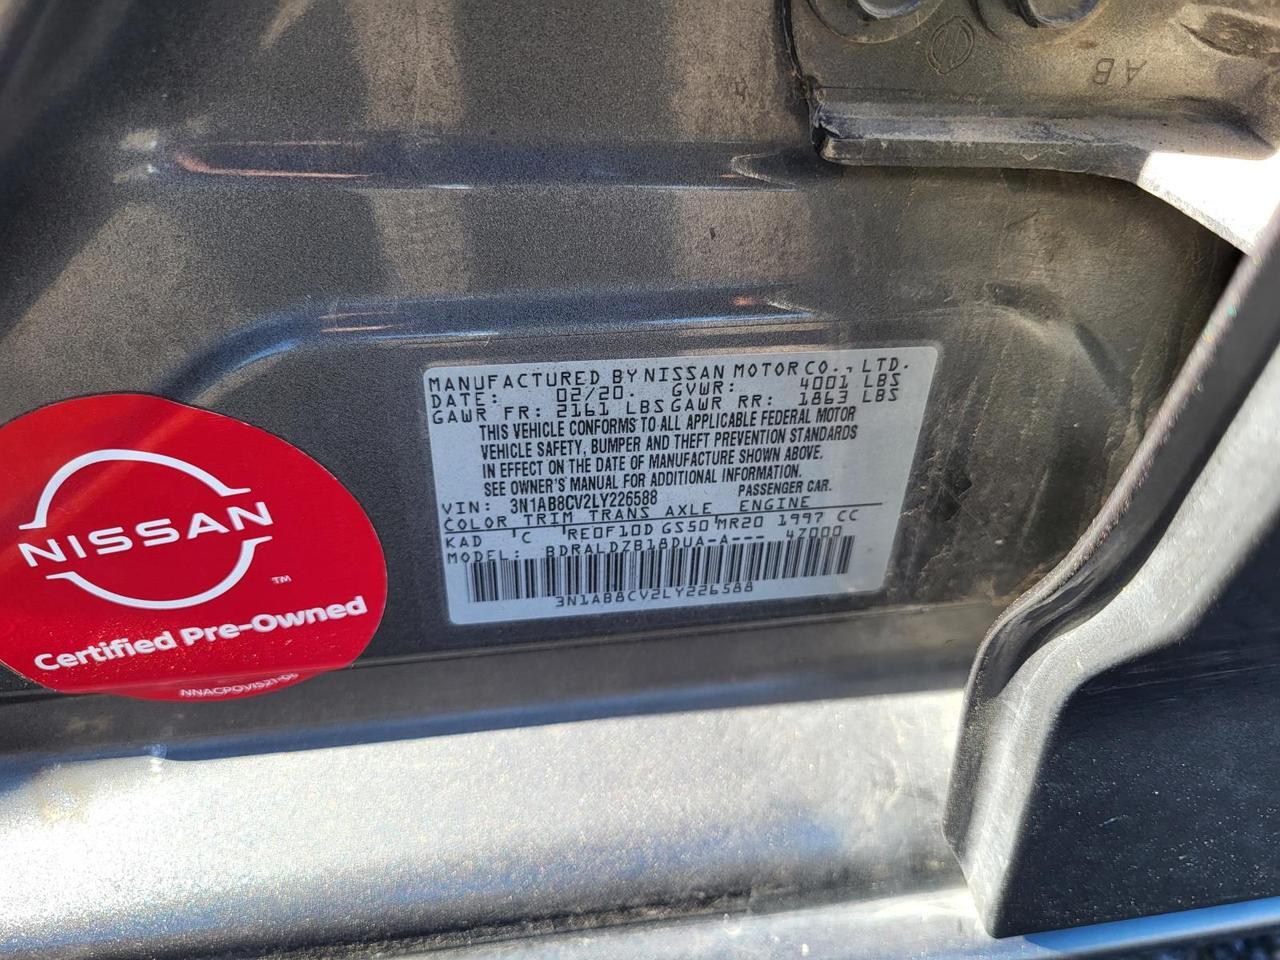 AB
MANUFACTURED BY NISSAN MOTOR CO., LTD.
DATE: 02/20. GVWR: 4001 LBS
GAWR FR: 2161 LBS GAWR RR: 1863 LBS
THIS VEHICLE CONFORMS TO ALL APPLICABLE FEDERAL MOTOR
VEHICLE SAFETY, BUMPER AND THEFT PREVENTION STANDARDS
IN EFFECT ON THE DATE OF MANUFACTURE SHOWN ABOVE.
SEE OWNER'S MANUAL FOR ADDITIONAL INFORMATION.
VIN: 3N1AB8CV2LY226588 PASSENGER CAR.
COLOR TRIM TRANS AXLE ENGINE
KAD 'C 'RE0F10D GS50 'MR20 1997 CC
MODEL: BDRALDZB18DUA-A--- 4Z000
3N1AB8CV2LY226588
NISSAN
TM
Certified Pre-Owned